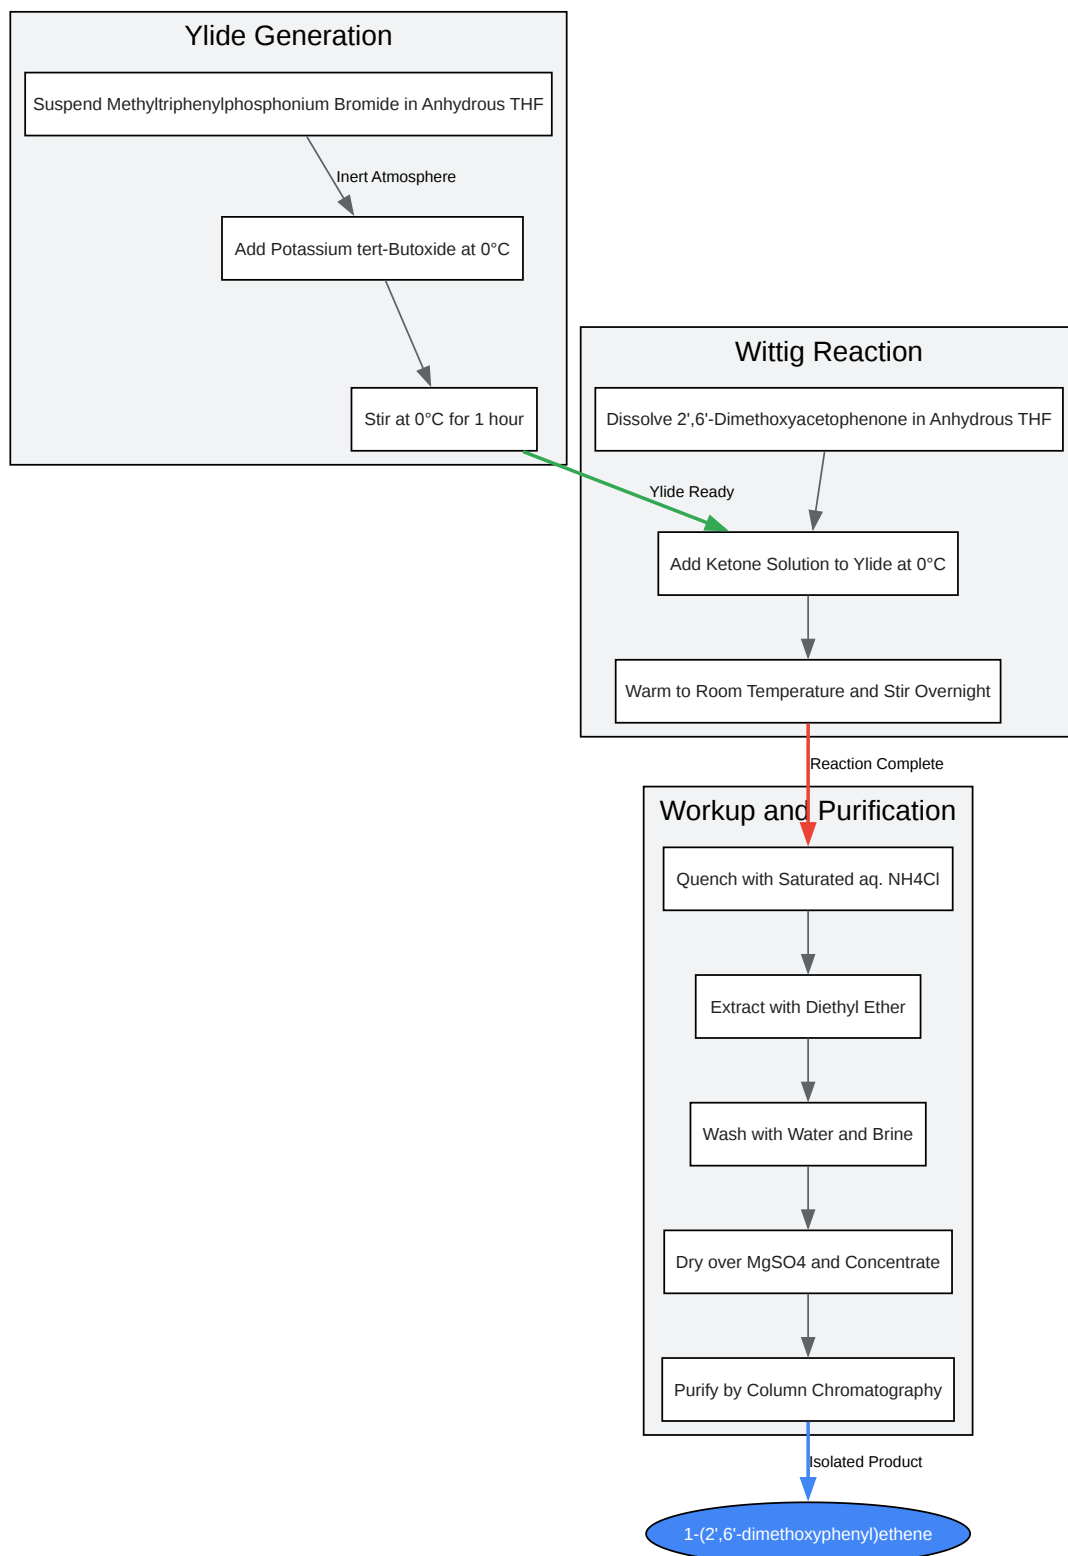 Ylide Generation
Suspend Methyltriphenylphosphonium Bromide in Anhydrous THF
Inert Atmosphere
Add Potassium tert-Butoxide at 0°C
Stir at 0°C for 1 hour
Wittig Reaction
Dissolve 2',6'-Dimethoxyacetophenone in Anhydrous THF
Ylide Ready
Add Ketone Solution to Ylide at 0°C
Warm to Room Temperature and Stir Overnight
Reaction Complete
Workup and Purification
Quench with Saturated aq. NH4Cl
Extract with Diethyl Ether
Wash with Water and Brine
Dry over MgSO4 and Concentrate
Purify by Column Chromatography
Isolated Product
1-(2',6'-dimethoxyphenyl)ethene